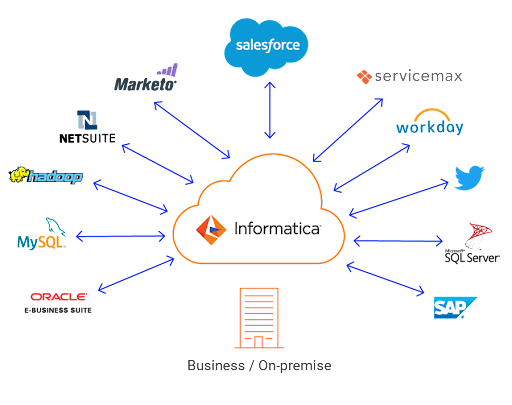 salesforce
Marketo
servicemax
NETSUITE
workday
hadoop
Informatica
MySQL
Microsoft
SQL Server
ORACLE
E-BUSINESS SUITE
SAP
Business / On-premise